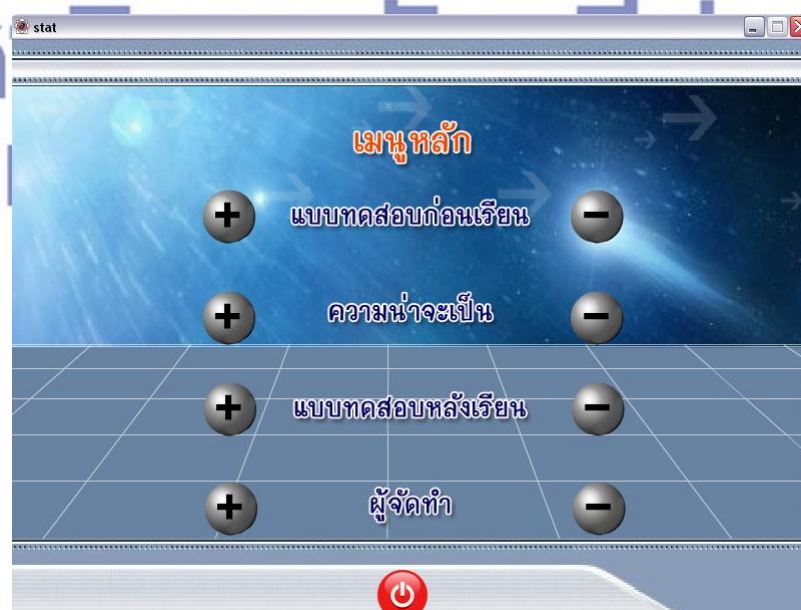 stat
เมนูหลัก
แบบทดสอบก่อนเรียน
ความน่าจะเป็น
แบบทดสอบหลังเรียน
ผู้จัดทำ